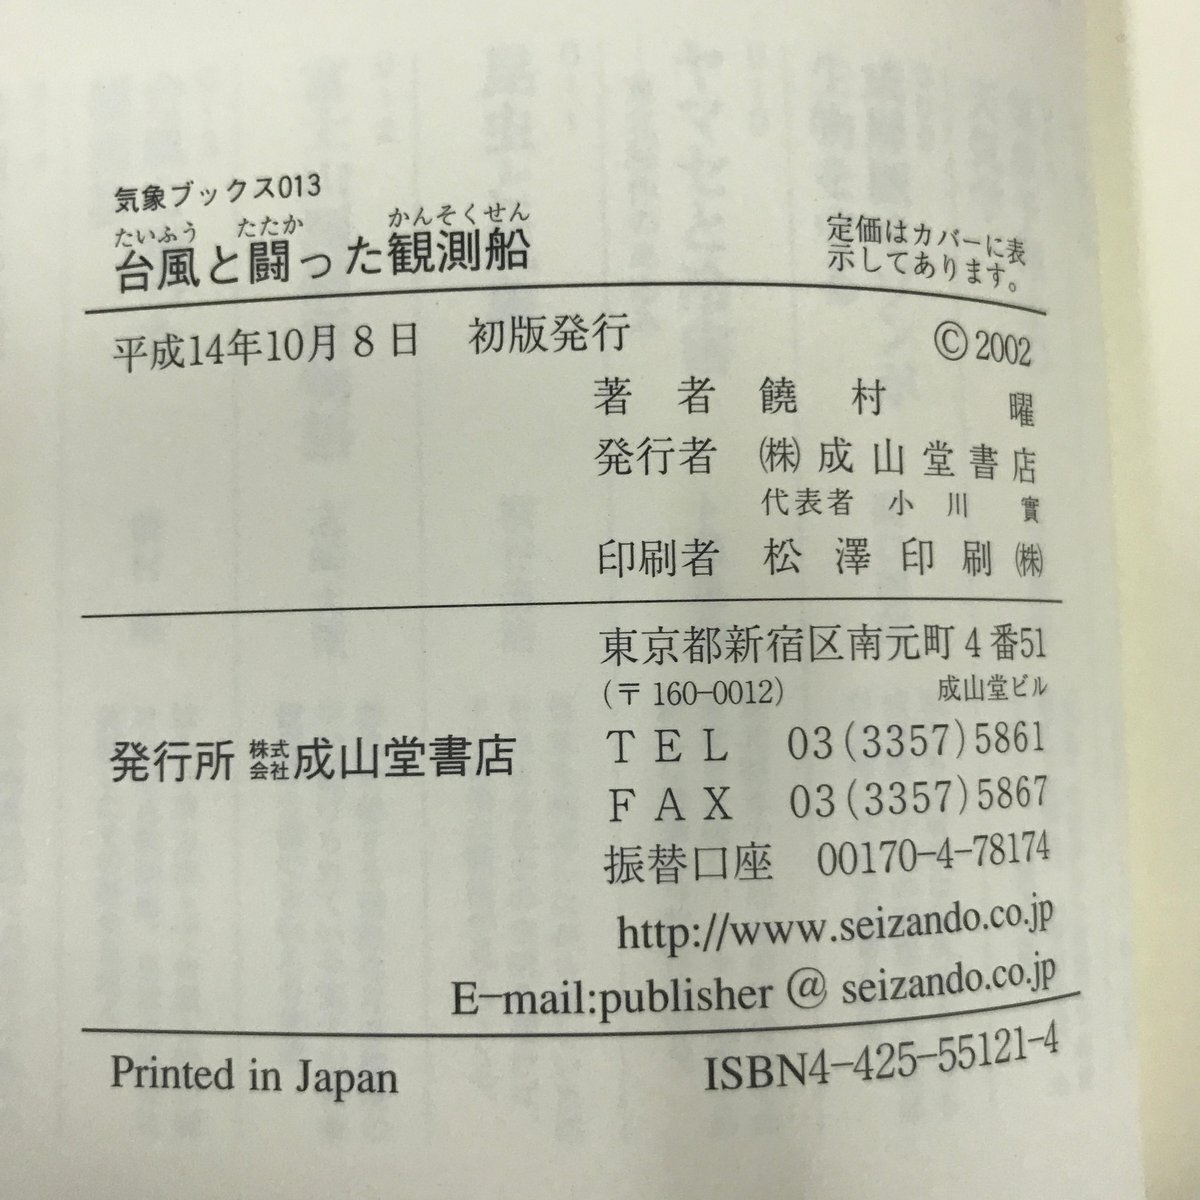 気象ブックス013
たいふう たたか かんそくせん
台風と闘った観測船
定価はカバーに表
示してあります。
平成14年10月8日 初版発行 ©2002
著者 饒村 曜
発行者 ㈱成山堂書店
代表者 小川 實
印刷者 松澤印刷㈱
発行所 株式会社成山堂書店
東京都新宿区南元町4番51
(〒160-0012) 成山堂ビル
TEL 03(3357)5861
FAX 03(3357)5867
振替口座 00170-4-78174
http://www.seizando.co.jp
E-mail:publisher@seizando.co.jp
Printed in Japan ISBN4-425-55121-4